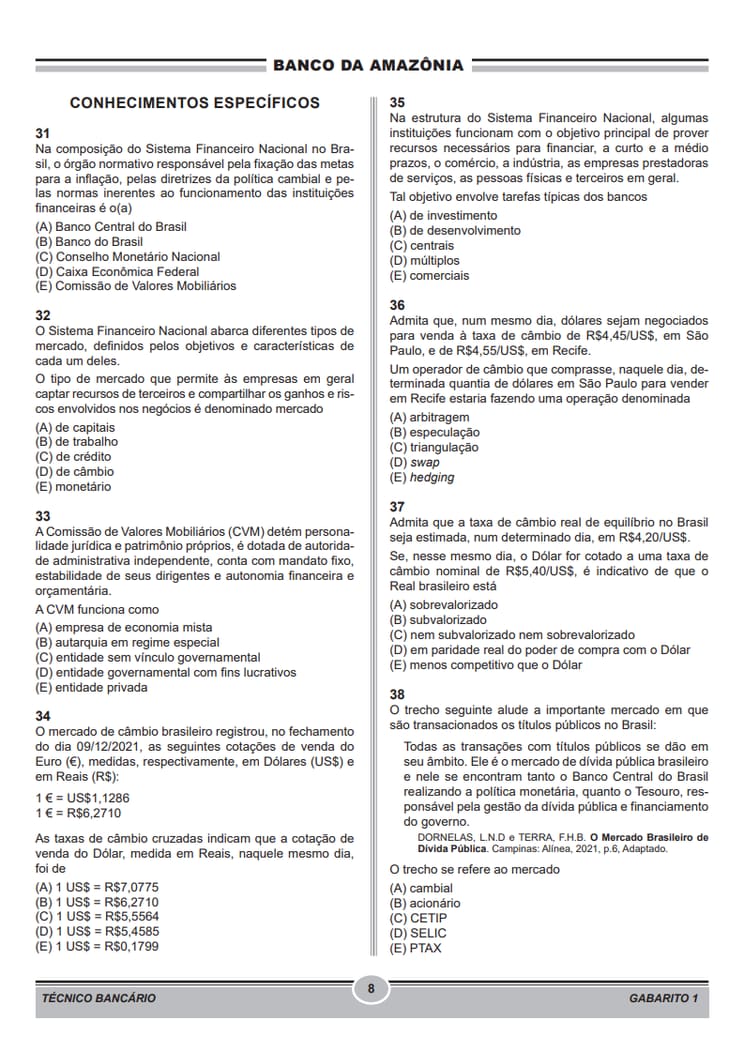 BANCO DA AMAZÔNIA
CONHECIMENTOS ESPECÍFICOS
31
Na composição do Sistema Financeiro Nacional no Bra-
sil, o órgão normativo responsável pela fixação das metas
para a inflação, pelas diretrizes da política cambial e pe-
las normas inerentes ao funcionamento das instituições
financeiras é o(a)
(A) Banco Central do Brasil
(B) Banco do Brasil
(C) Conselho Monetário Nacional
(D) Caixa Econômica Federal
(E) Comissão de Valores Mobiliários
32
O Sistema Financeiro Nacional abarca diferentes tipos de
mercado, definidos pelos objetivos e características de
cada um deles.
O tipo de mercado que permite às empresas em geral
captar recursos de terceiros e compartilhar os ganhos e ris-
cos envolvidos nos negócios é denominado mercado
(A) de capitais
(B) de trabalho
(C) de crédito
(D) de câmbio
(E) monetário
33
A Comissão de Valores Mobiliários (CVM) detém persona-
lidade jurídica e patrimônio próprios, é dotada de autorida-
de administrativa independente, conta com mandato fixo,
estabilidade de seus dirigentes e autonomia financeira e
orçamentária.
A CVM funciona como
(A) empresa de economia mista
(B) autarquia em regime especial
(C) entidade sem vínculo governamental
(D) entidade governamental com fins lucrativos
(E) entidade privada
34
O mercado de câmbio brasileiro registrou, no fechamento
do dia 09/12/2021, as seguintes cotações de venda do
Euro (€), medidas, respectivamente, em Dólares (US$) e
em Reais (R$):
1 € = US$1,1286
1 € = R$6,2710
As taxas de câmbio cruzadas indicam que a cotação de
venda do Dólar, medida em Reais, naquele mesmo dia,
foi de
(A) 1 US$ = R$7,0775
(B) 1 US$ = R$6,2710
(C) 1 US$ = R$5,5564
(D) 1 US$ = R$5,4585
(E) 1 US$ = R$0,1799
35
Na estrutura do Sistema Financeiro Nacional, algumas
instituições funcionam com o objetivo principal de prover
recursos necessários para financiar, a curto e a médio
prazos, o comércio, a indústria, as empresas prestadoras
de serviços, as pessoas físicas e terceiros em geral.
Tal objetivo envolve tarefas típicas dos bancos
(A) de investimento
(B) de desenvolvimento
(C) centrais
(D) múltiplos
(E) comerciais
36
Admita que, num mesmo dia, dólares sejam negociados
para venda à taxa de câmbio de R$4,45/US$, em São
Paulo, e de R$4,55/US$, em Recife.
Um operador de câmbio que comprasse, naquele dia, de-
terminada quantia de dólares em São Paulo para vender
em Recife estaria fazendo uma operação denominada
(A) arbitragem
(B) especulação
(C) triangulação
(D) swap
(E) hedging
37
Admita que a taxa de câmbio real de equilíbrio no Brasil
seja estimada, num determinado dia, em R$4,20/US$.
Se, nesse mesmo dia, o Dólar for cotado a uma taxa de
câmbio nominal de R$5,40/US$, é indicativo de que o
Real brasileiro está
(A) sobrevalorizado
(B) subvalorizado
(C) nem subvalorizado nem sobrevalorizado
(D) em paridade real do poder de compra com o Dólar
(E) menos competitivo que o Dólar
38
O trecho seguinte alude a importante mercado em que
são transacionados os títulos públicos no Brasil:
Todas as transações com títulos públicos se dão em
seu âmbito. Ele é o mercado de dívida pública brasileiro
e nele se encontram tanto o Banco Central do Brasil
realizando a política monetária, quanto o Tesouro, res-
ponsável pela gestão da dívida pública e financiamento
do governo.
DORNELAS, L.N.D e TERRA, F.H.B. O Mercado Brasileiro de
Dívida Pública. Campinas: Alínea, 2021, p.6, Adaptado.
O trecho se refere ao mercado
(A) cambial
(B) acionário
(C) CETIP
(D) SELIC
(E) PTAX
TÉCNICO BANCÁRIO
8
GABARITO 1